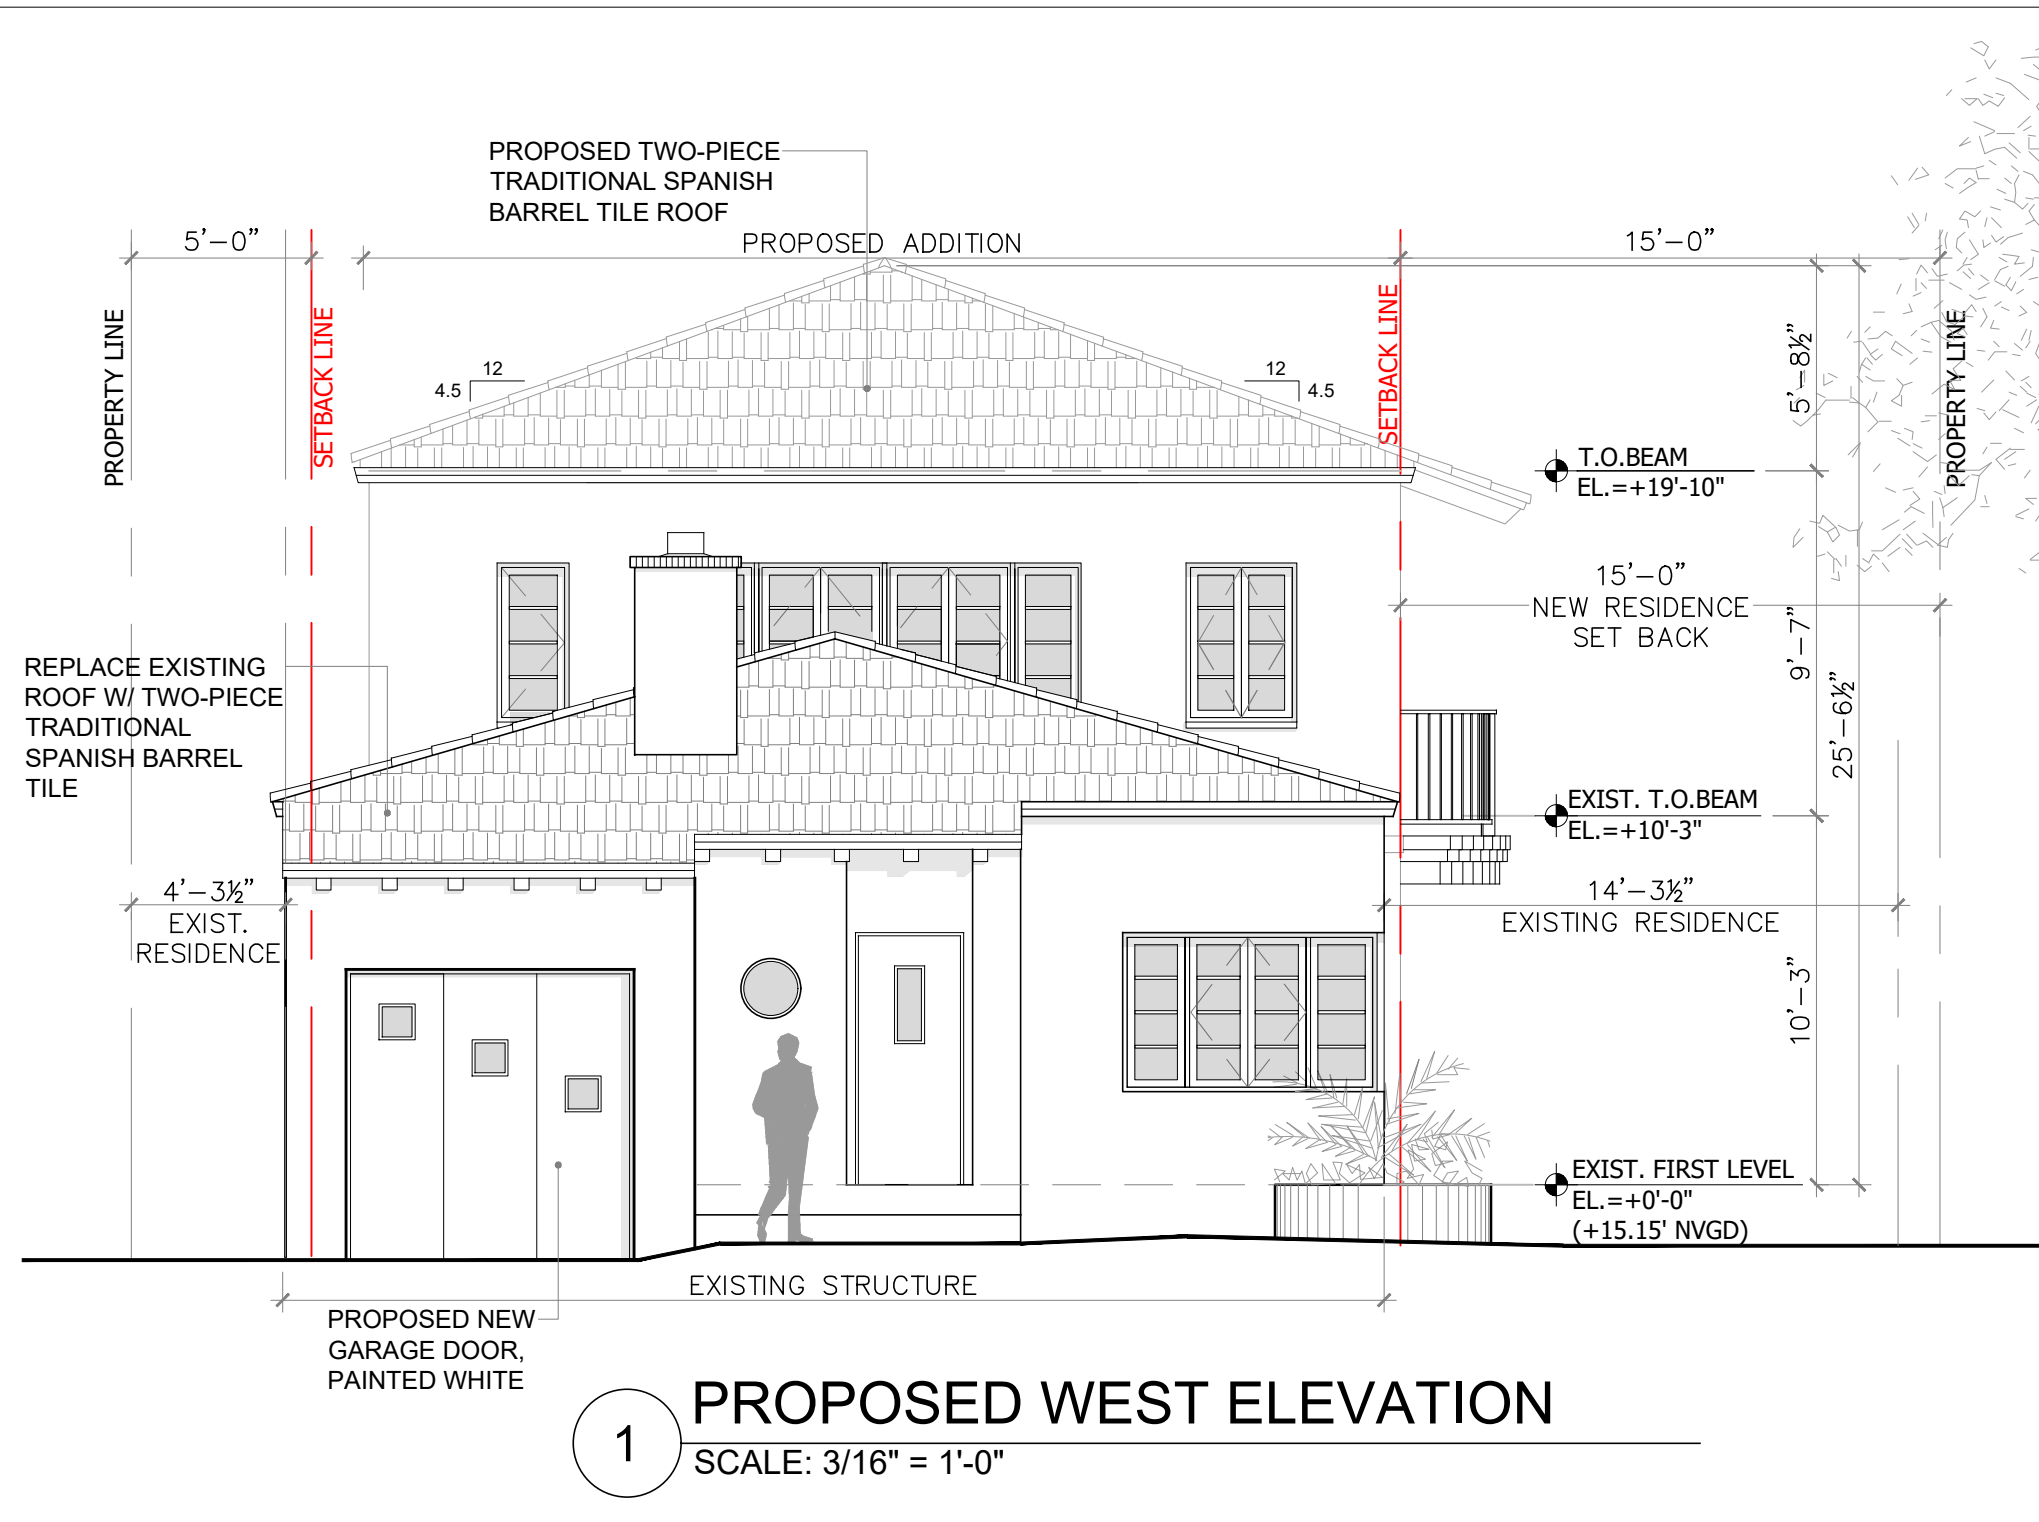 PROPOSED TWO-PIECE
TRADITIONAL SPANISH
BARREL TILE ROOF
5’-0”
PROPOSED ADDITION
15’-0”
PROPERTY LINE
SETBACK LINE
SETBACK LINE
PROPERTY LINE
5’-8½”
12
4.5
12
4.5
T.O.BEAM
EL.=+19'-10"
15’-0”
NEW RESIDENCE
SET BACK
9’-7”
25’-6½”
REPLACE EXISTING
ROOF W/ TWO-PIECE
TRADITIONAL
SPANISH BARREL
TILE
EXIST. T.O.BEAM
EL.=+10'-3"
4’-3½”
EXIST.
RESIDENCE
14’-3½”
EXISTING RESIDENCE
10’-3”
EXIST. FIRST LEVEL
EL.=+0'-0"
(+15.15' NVGD)
EXISTING STRUCTURE
PROPOSED NEW
GARAGE DOOR,
PAINTED WHITE
1
PROPOSED WEST ELEVATION
SCALE: 3/16" = 1'-0"